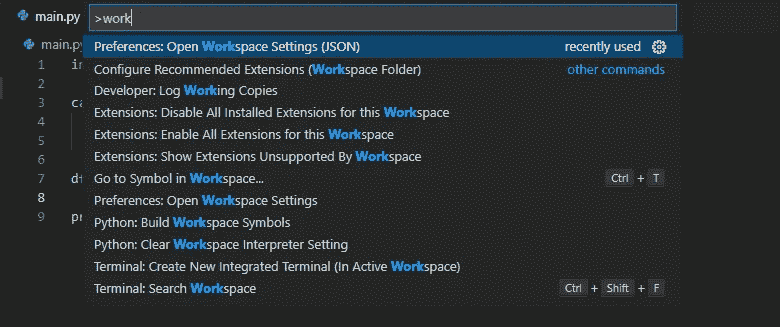 main.py
>work
main.py
Preferences: Open Workspace Settings (JSON) recently used
Configure Recommended Extensions (Workspace Folder) other commands
Developer: Log Working Copies
Extensions: Disable All Installed Extensions for this Workspace
Extensions: Enable All Extensions for this Workspace
Extensions: Show Extensions Unsupported By Workspace
Go to Symbol in Workspace... Ctrl + T
Preferences: Open Workspace Settings
Python: Build Workspace Symbols
Python: Clear Workspace Interpreter Setting
Terminal: Create New Integrated Terminal (In Active Workspace)
Terminal: Search Workspace Ctrl + Shift + F
1
2
3
4
5
6
7
8
9